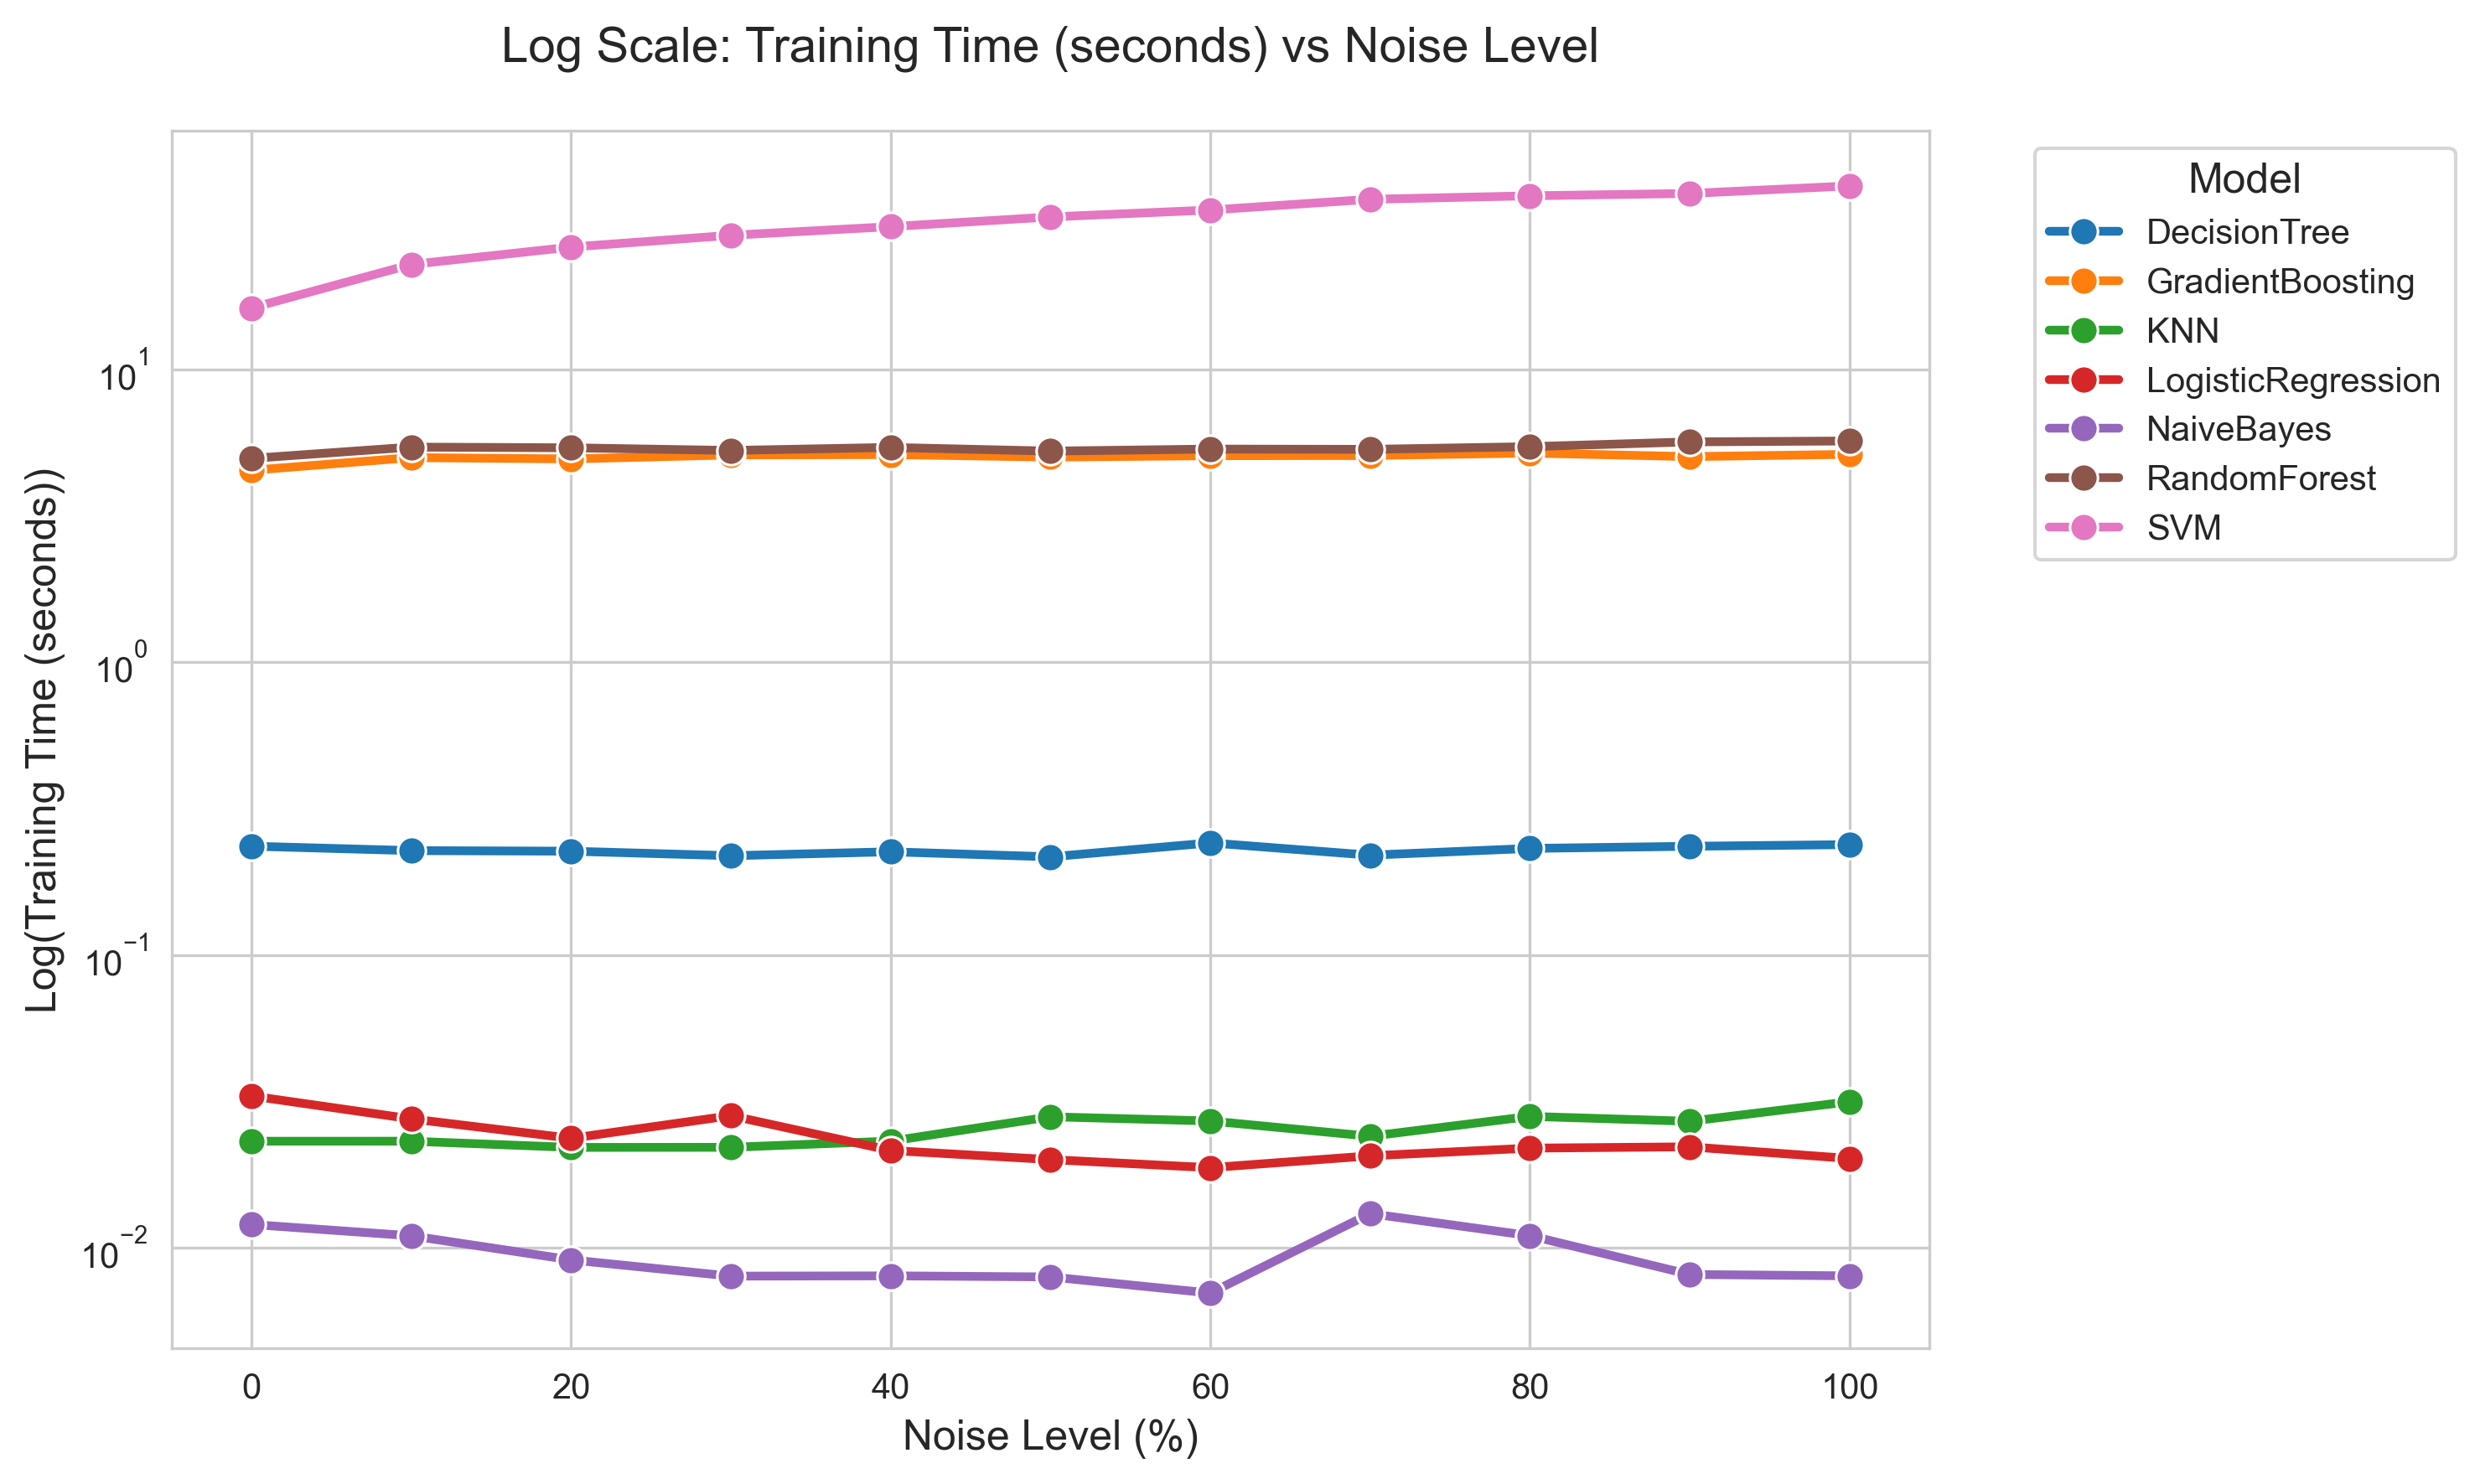 Log Scale: Training Time (seconds) vs Noise Level
Log(Training Time (seconds))
10^1
10^0
10^−1
10^−2
0 20 40 60 80 100
Noise Level (%)
Model
DecisionTree
GradientBoosting
KNN
LogisticRegression
NaiveBayes
RandomForest
SVM